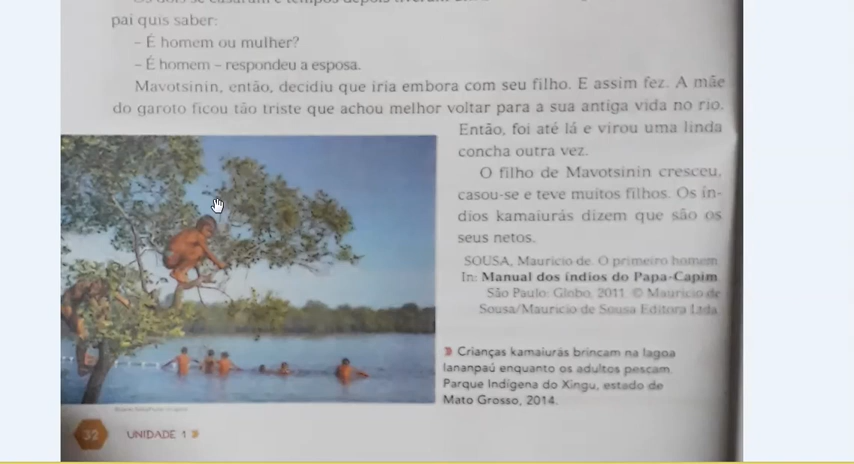 pai quis saber:
– É homem ou mulher?
– É homem – respondeu a esposa.
Mavotsinin, então, decidiu que iria embora com seu filho. E assim fez. A mãe
do garoto ficou tão triste que achou melhor voltar para a sua antiga vida no rio.
Então, foi até lá e virou uma linda
concha outra vez.
O filho de Mavotsinin cresceu,
casou-se e teve muitos filhos. Os ín-
dios kamaiurás dizem que são os
seus netos.
SOUSA, Mauricio de. O primeiro homem
In: Manual dos índios do Papa-Capim
São Paulo: Globo, 2011. © Mauricio de
Sousa/Mauricio de Sousa Editora Ltda
Crianças kamaiurás brincam na lagoa
Iananpaú enquanto os adultos pescam.
Parque Indígena do Xingu, estado de
Mato Grosso, 2014.
32 UNIDADE 1